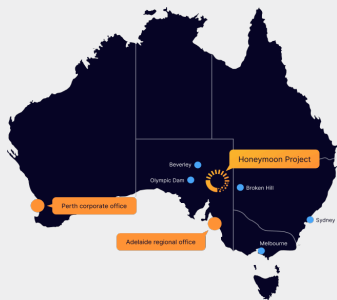 Honeymoon Project
Beverley
Olympic Dam
Broken Hill
Perth corporate office
Sydney
Adelaide regional office
Melbourne